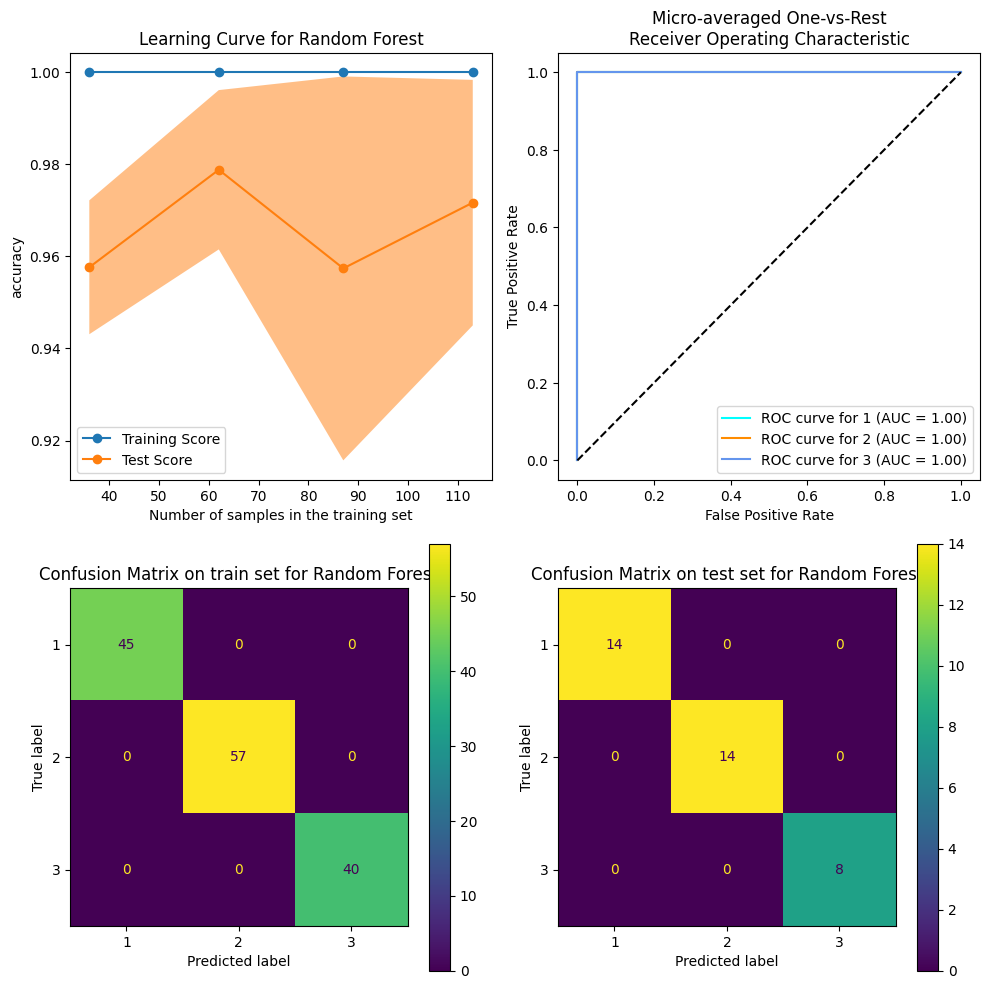 Learning Curve for Random Forest
1.00
0.98
0.96
0.94
0.92
accuracy
Training Score
Test Score
40 50 60 70 80 90 100 110
Number of samples in the training set
Micro-averaged One-vs-Rest
Receiver Operating Characteristic
1.0
0.8
0.6
0.4
0.2
0.0
True Positive Rate
ROC curve for 1 (AUC = 1.00)
ROC curve for 2 (AUC = 1.00)
ROC curve for 3 (AUC = 1.00)
0.0 0.2 0.4 0.6 0.8 1.0
False Positive Rate
Confusion Matrix on train set for Random Fores
1 45 0 0
2 0 57 0
3 0 0 40
True label
1 2 3
Predicted label
50
40
30
20
10
0
Confusion Matrix on test set for Random Fores
1 14 0 0
2 0 14 0
3 0 0 8
True label
1 2 3
Predicted label
14
12
10
8
6
4
2
0